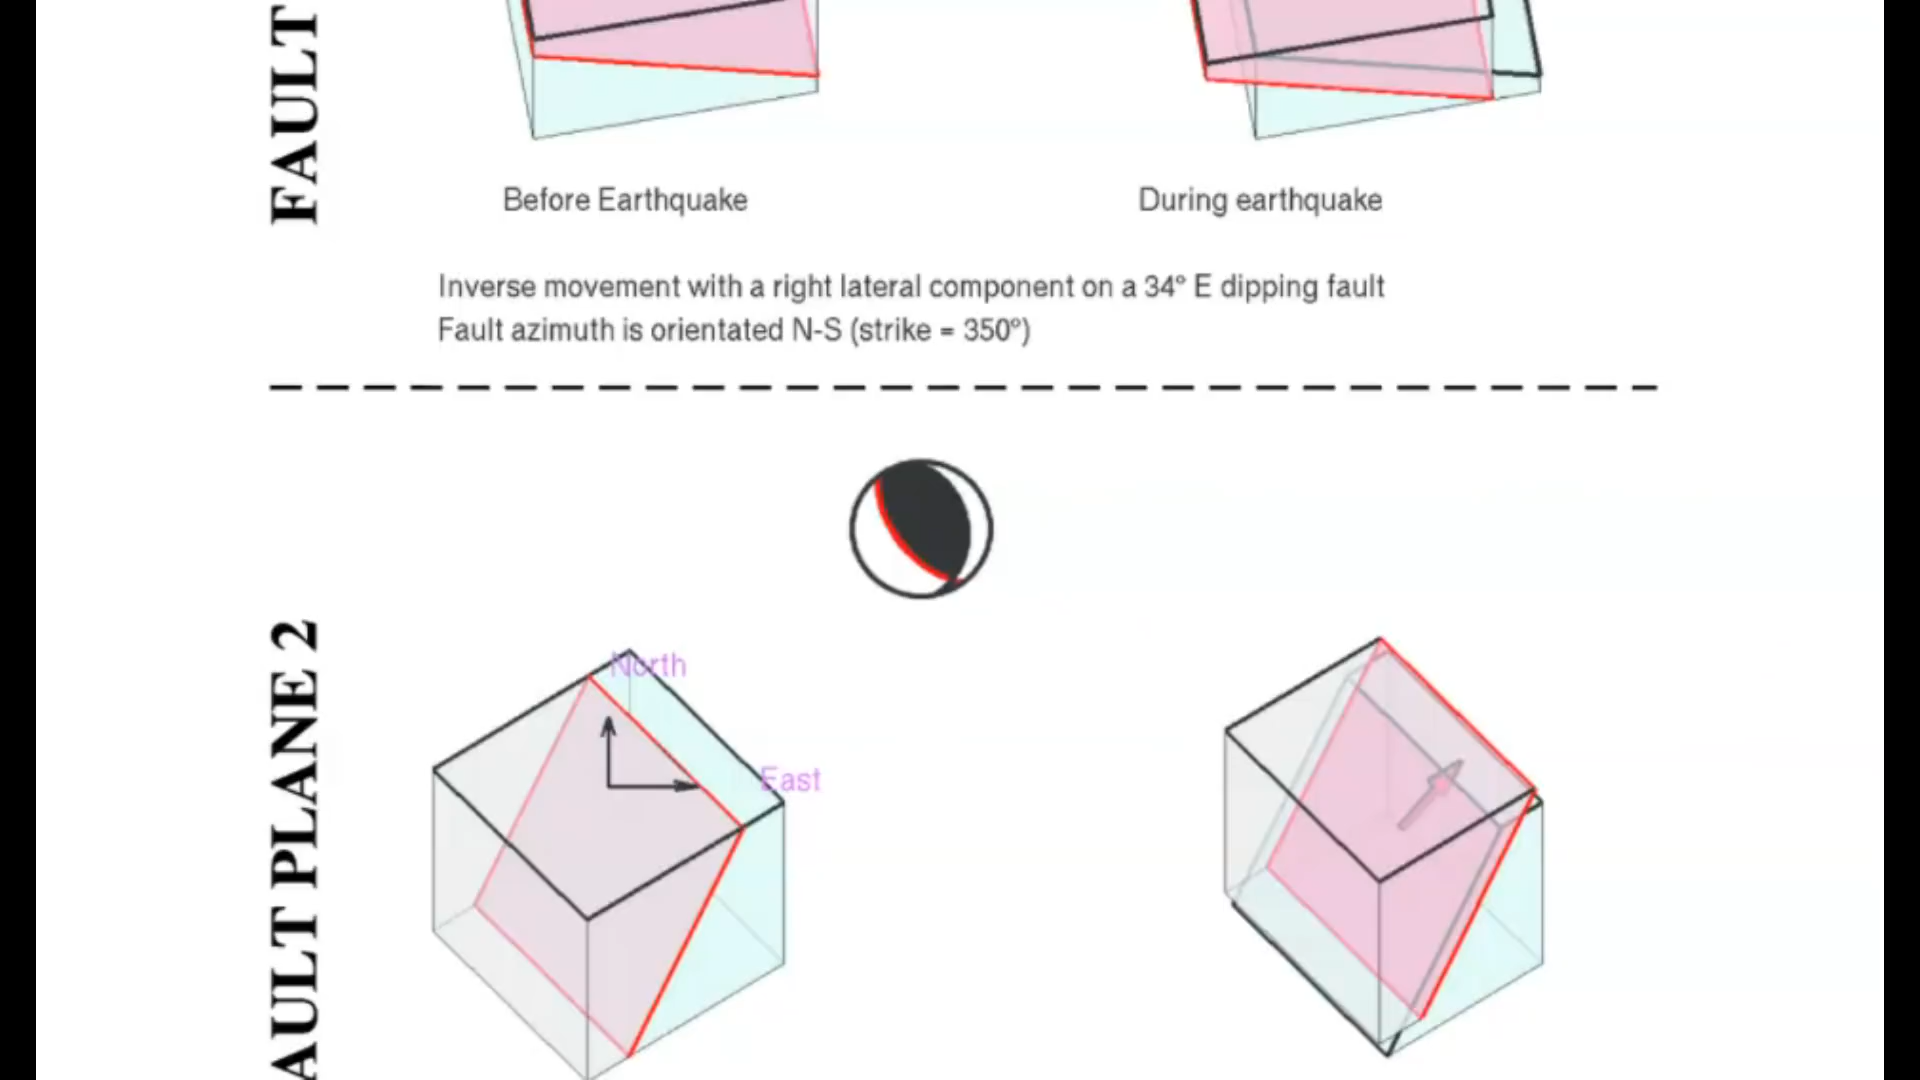 FAULT
Before Earthquake
During earthquake
Inverse movement with a right lateral component on a 34° E dipping fault
Fault azimuth is orientated N-S (strike = 350°)
AULT PLANE 2
North
East